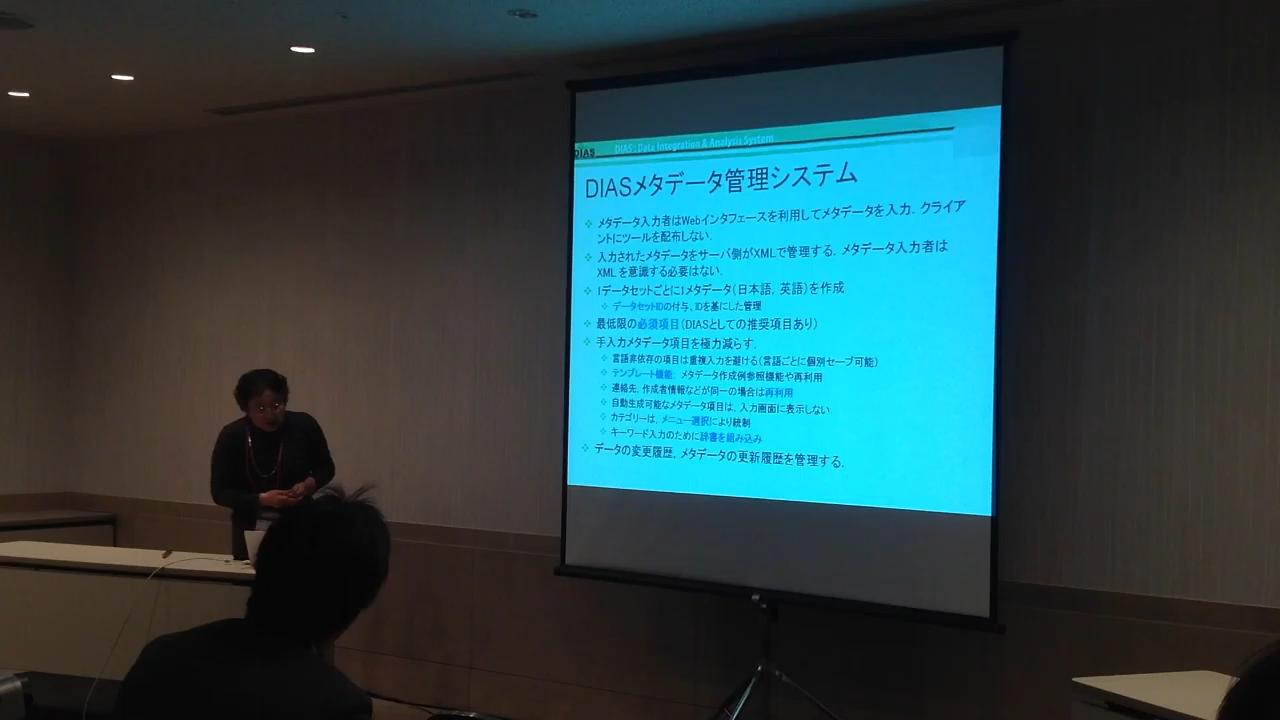 DIAS
DIAS : Data Integration & Analysis System
DIASメタデータ管理システム
メタデータ入力者はWebインタフェースを利用してメタデータを入力. クライア
ントにツールを配布しない.
入力されたメタデータをサーバ側がXMLで管理する. メタデータ入力者は
XML を意識する必要はない.
1データセットごとに1メタデータ(日本語, 英語)を作成
データセットIDの付与、IDを基にした管理
最低限の必須項目(DIASとしての推奨項目あり)
手入力メタデータ項目を極力減らす.
言語非依存の項目は重複入力を避ける(言語ごとに個別セーブ可能)
テンプレート機能, メタデータ作成例参照機能や再利用
連絡先, 作成者情報などが同一の場合は再利用
自動生成可能なメタデータ項目は, 入力画面に表示しない
カテゴリーは, メニュー選択により統制
キーワード入力のために辞書を組み込み
データの変更履歴, メタデータの更新履歴を管理する.